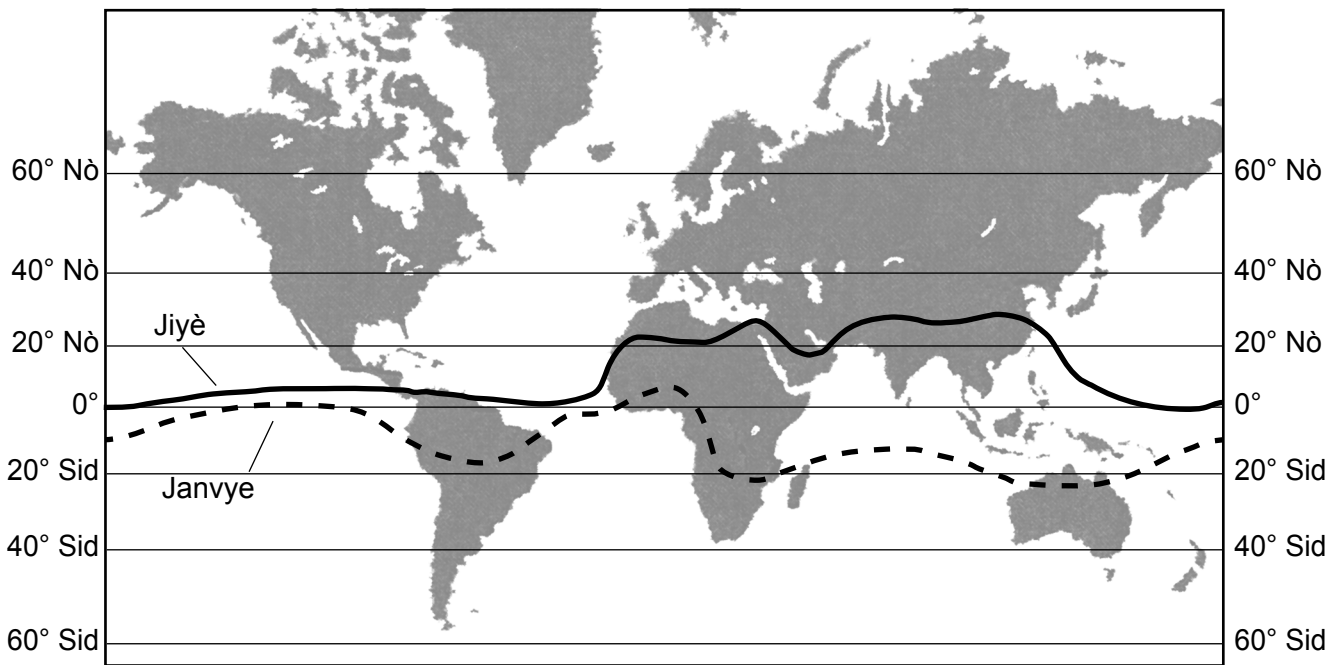 60° Nò 60° Nò
40° Nò 40° Nò
Jiyè
20° Nò 20° Nò
0° 0°
20° Sid 20° Sid
Janvye
40° Sid 40° Sid
60° Sid 60° Sid